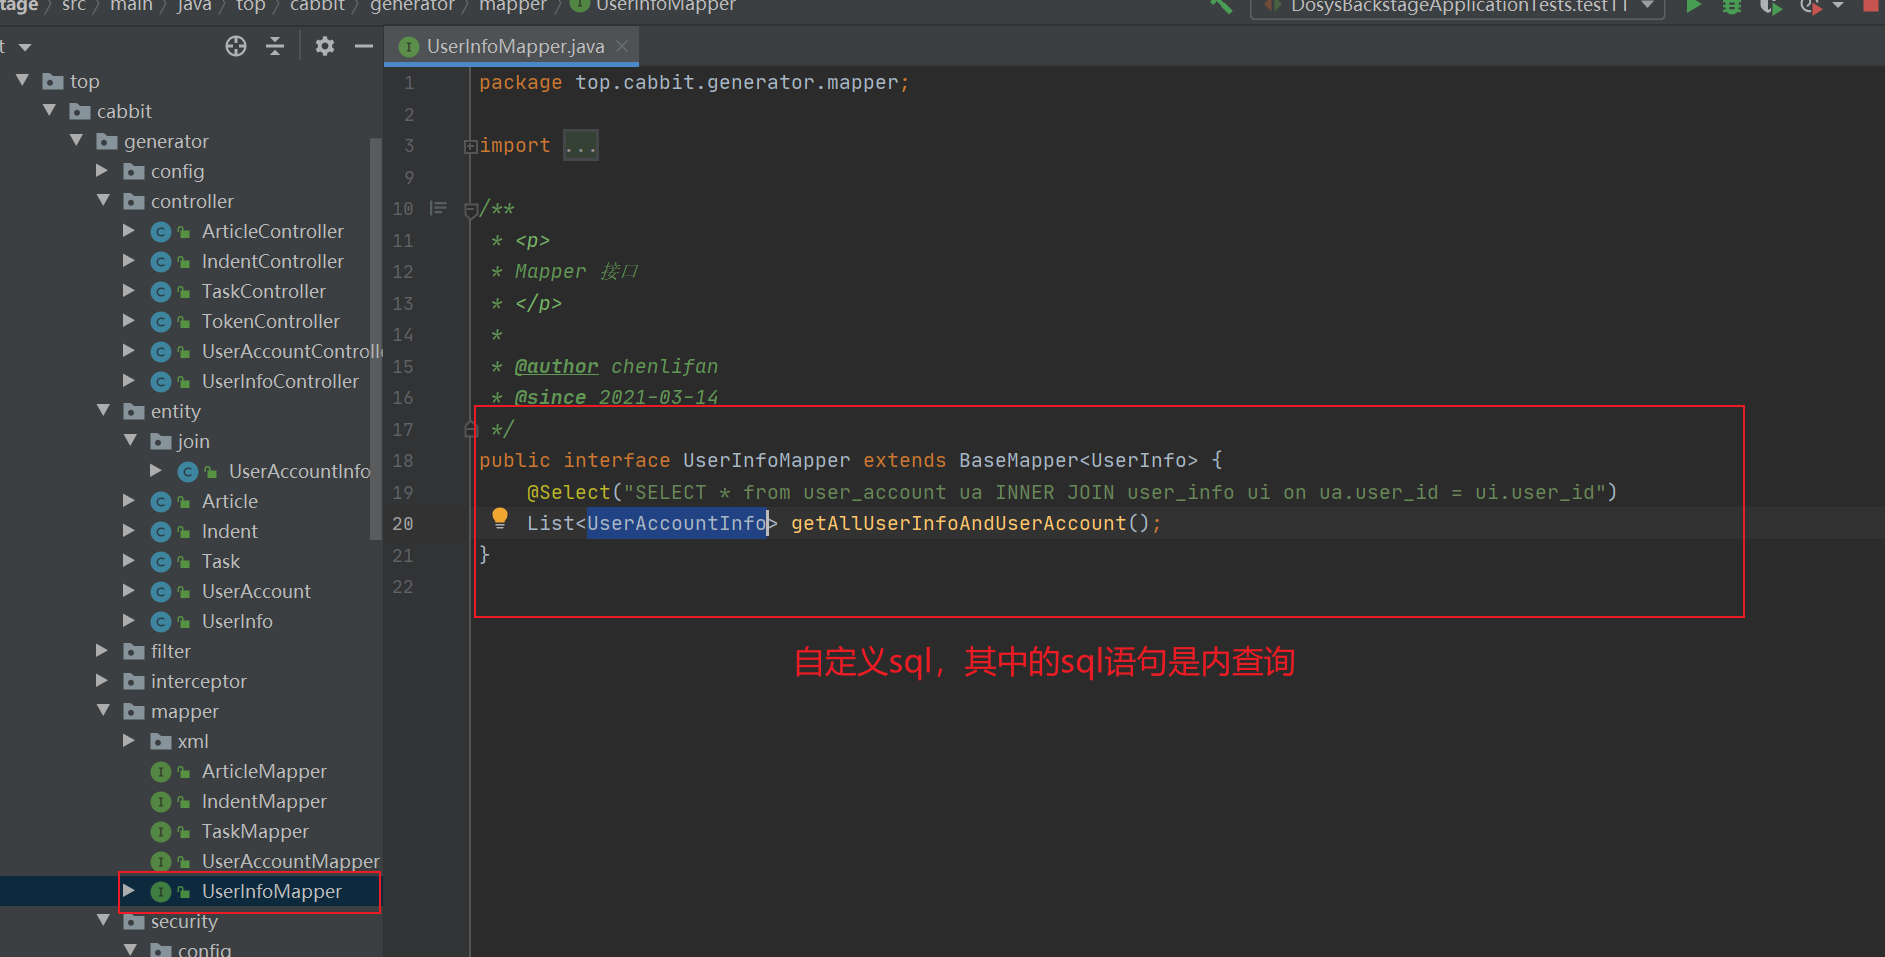 tage 〉 src 〉 main 〉 java 〉 top 〉 cabbit 〉 generator 〉 mapper 〉 I UserInfoMapper
DosysBackstageApplicationTests.test11
t
UserInfoMapper.java
top
cabbit
generator
config
controller
ArticleController
IndentController
TaskController
TokenController
UserAccountControlle
UserInfoController
entity
join
UserAccountInfo
Article
Indent
Task
UserAccount
UserInfo
filter
interceptor
mapper
xml
ArticleMapper
IndentMapper
TaskMapper
UserAccountMapper
UserInfoMapper
security
config
1 package top.cabbit.generator.mapper;
2
3 import ...
9
10 /**
11 * <p>
12 * Mapper 接口
13 * </p>
14 *
15 * @author chenlifan
16 * @since 2021-03-14
17 */
18 public interface UserInfoMapper extends BaseMapper<UserInfo> {
19 @Select("SELECT * from user_account ua INNER JOIN user_info ui on ua.user_id = ui.user_id")
20 List<UserAccountInfo> getAllUserInfoAndUserAccount();
21 }
22
自定义sql，其中的sql语句是内查询